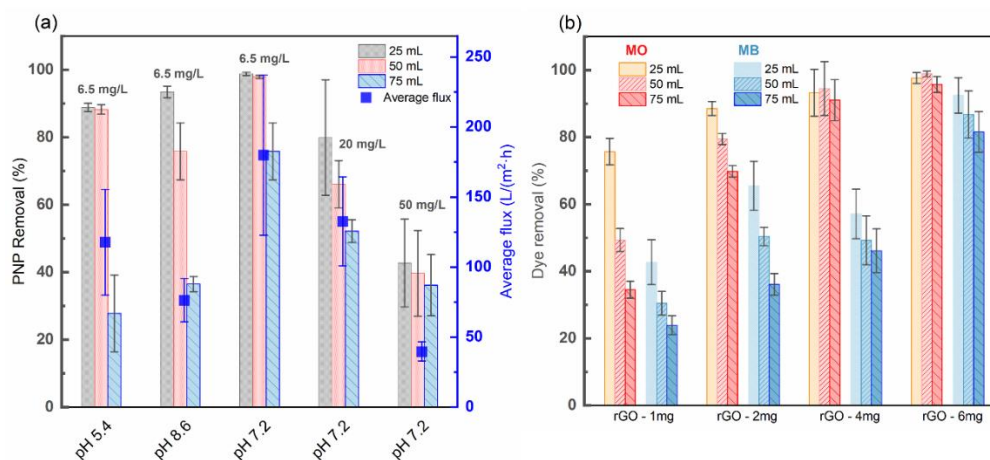 (a)
PNP Removal (%)
100
80
60
40
20
0
6.5 mg/L
6.5 mg/L
6.5 mg/L
20 mg/L
50 mg/L
25 mL
50 mL
75 mL
Average flux
250
200
150
100
50
0
Average flux (L/(m²·h)
pH 5.4
pH 8.6
pH 7.2
pH 7.2
pH 7.2
(b)
Dye removal (%)
100
80
60
40
20
0
MO
MB
25 mL
50 mL
75 mL
25 mL
50 mL
75 mL
rGO - 1mg
rGO - 2mg
rGO - 4mg
rGO - 6mg